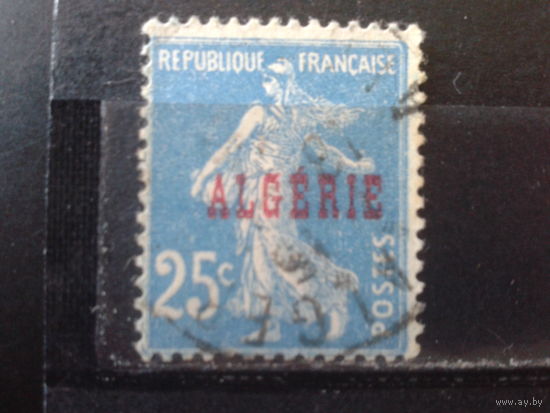 REPUBLIQUE FRANÇAISE
ALGÉRIE
25c
POSTES
www.ay.by